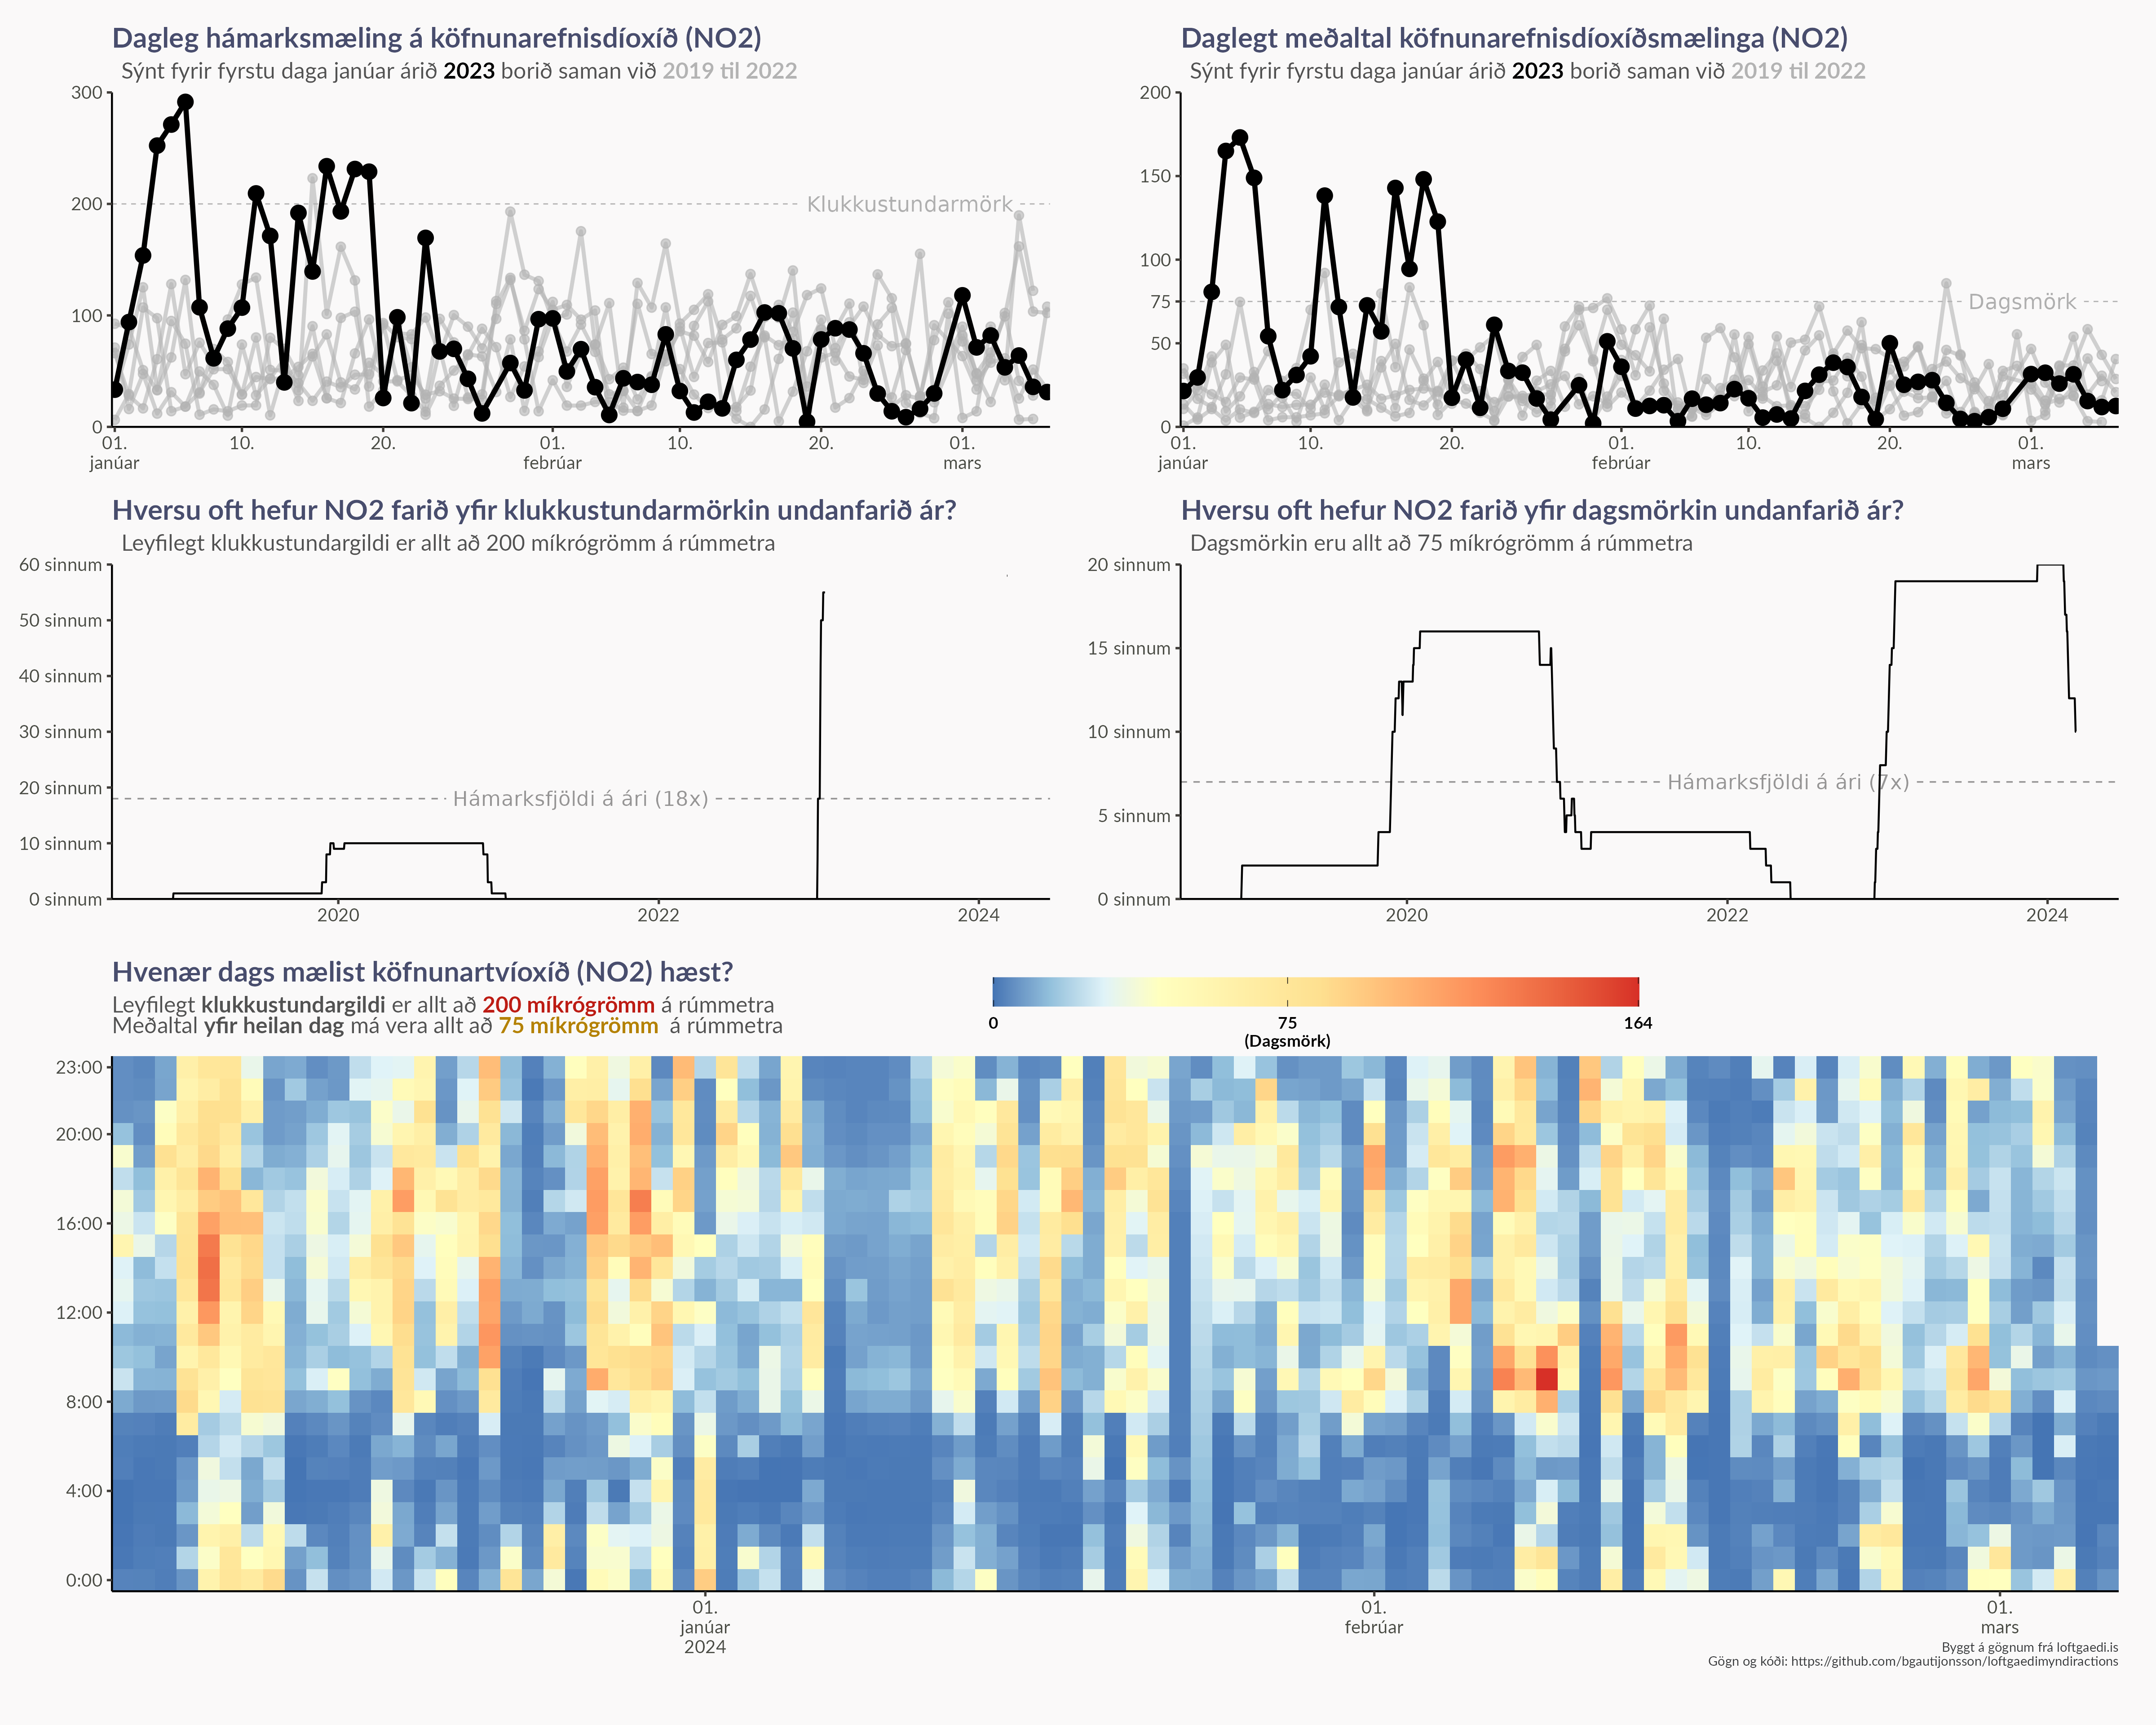 Dagleg hámarksmæling á köfnunarefnisdíoxíð (NO2)
Sýnt fyrir fyrstu daga janúar árið 2023 borið saman við 2019 til 2022
300
200
100
0
Klukkustundarmörk
01. 10. 20. 01. 10. 20. 01.
janúar febrúar mars
Daglegt meðaltal köfnunarefnisdíoxíðsmælinga (NO2)
Sýnt fyrir fyrstu daga janúar árið 2023 borið saman við 2019 til 2022
200
150
100
75
50
0
Dagsmörk
01. 10. 20. 01. 10. 20. 01.
janúar febrúar mars
Hversu oft hefur NO2 farið yfir klukkustundarmörkin undanfarið ár?
Leyfilegt klukkustundargildi er allt að 200 míkrógrömm á rúmmetra
60 sinnum
50 sinnum
40 sinnum
30 sinnum
20 sinnum
10 sinnum
0 sinnum
Hámarksfjöldi á ári (18x)
2020 2022 2024
Hversu oft hefur NO2 farið yfir dagsmörkin undanfarið ár?
Dagsmörkin eru allt að 75 míkrógrömm á rúmmetra
20 sinnum
15 sinnum
10 sinnum
5 sinnum
0 sinnum
Hámarksfjöldi á ári (7x)
2020 2022 2024
Hvenær dags mælist köfnunartvíoxíð (NO2) hæst?
Leyfilegt klukkustundargildi er allt að 200 míkrógrömm á rúmmetra
Meðaltal yfir heilan dag má vera allt að 75 míkrógrömm á rúmmetra
0 75 164
(Dagsmörk)
23:00
20:00
16:00
12:00
8:00
4:00
0:00
01. 01. 01.
janúar febrúar mars
2024
Byggt á gögnum frá loftgaedi.is
Gögn og kóði: https://github.com/bgautijonsson/loftgaedimyndiractions